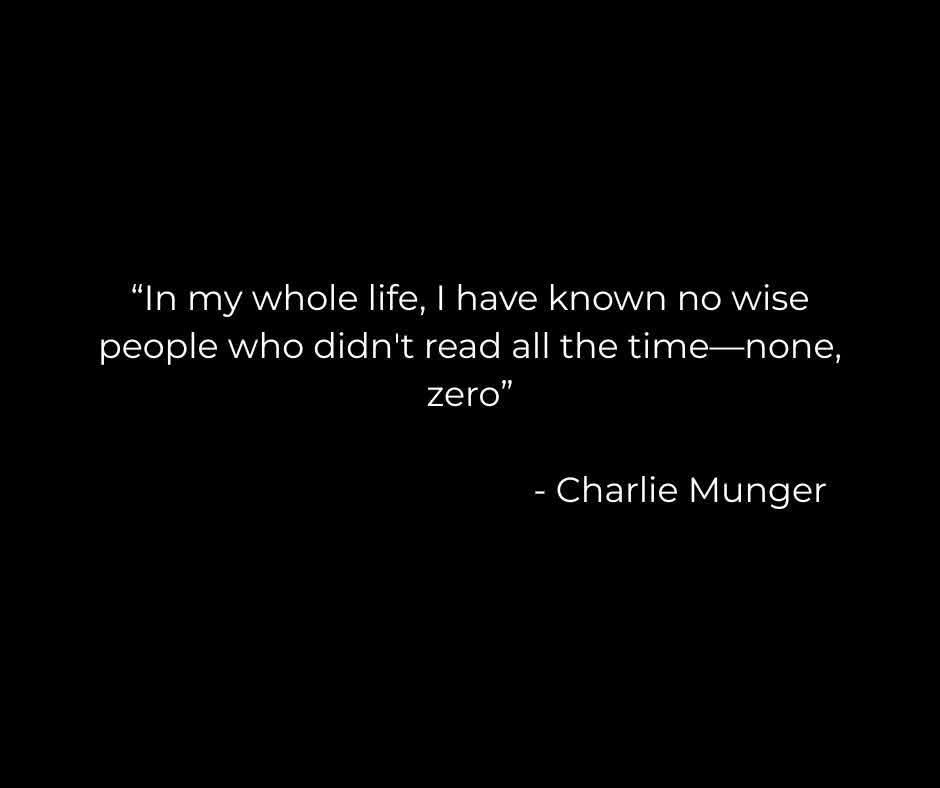 “In my whole life, I have known no wise
people who didn't read all the time—none,
zero”
- Charlie Munger